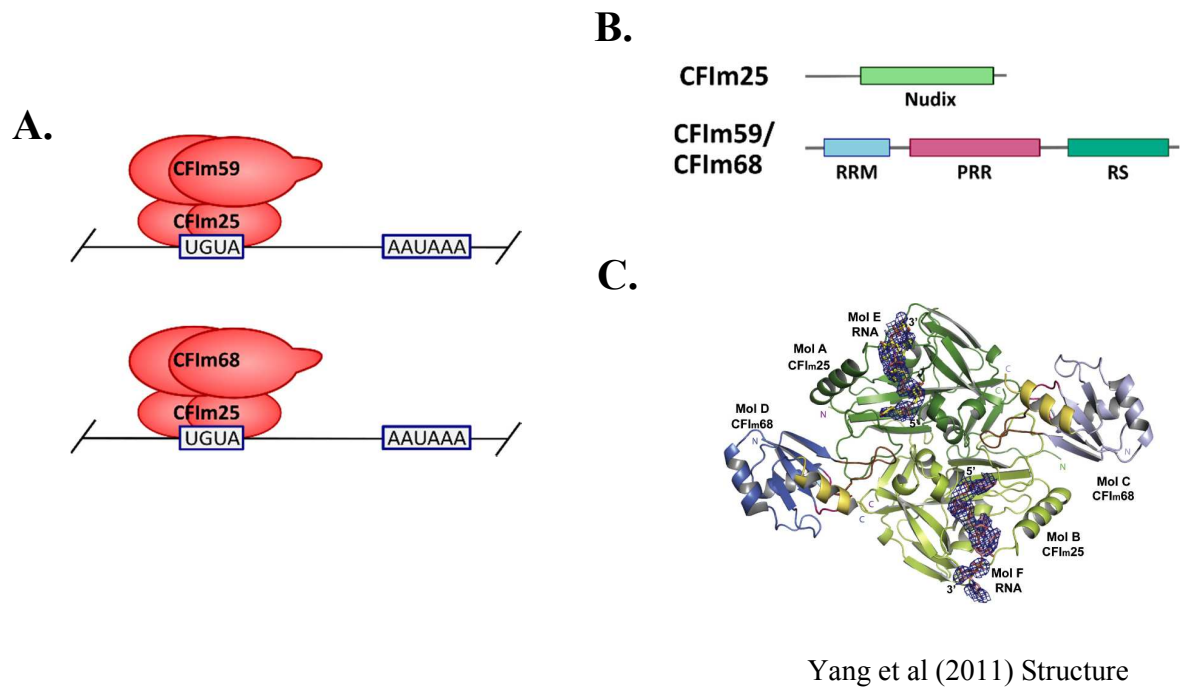 A.
CFIm59
CFIm25
UGUA
AAUAAA
CFIm68
CFIm25
UGUA
AAUAAA
B.
CFIm25
Nudix
CFIm59/
CFIm68
RRM
PRR
RS
C.
Mol E
RNA
3'
Mol A
CFIm25
N
5'
C
C
Mol D
CFIm68
N
N
N
5'
Mol C
CFIm68
C
C
Mol B
CFIm25
3'
Mol F
RNA
Yang et al (2011) Structure